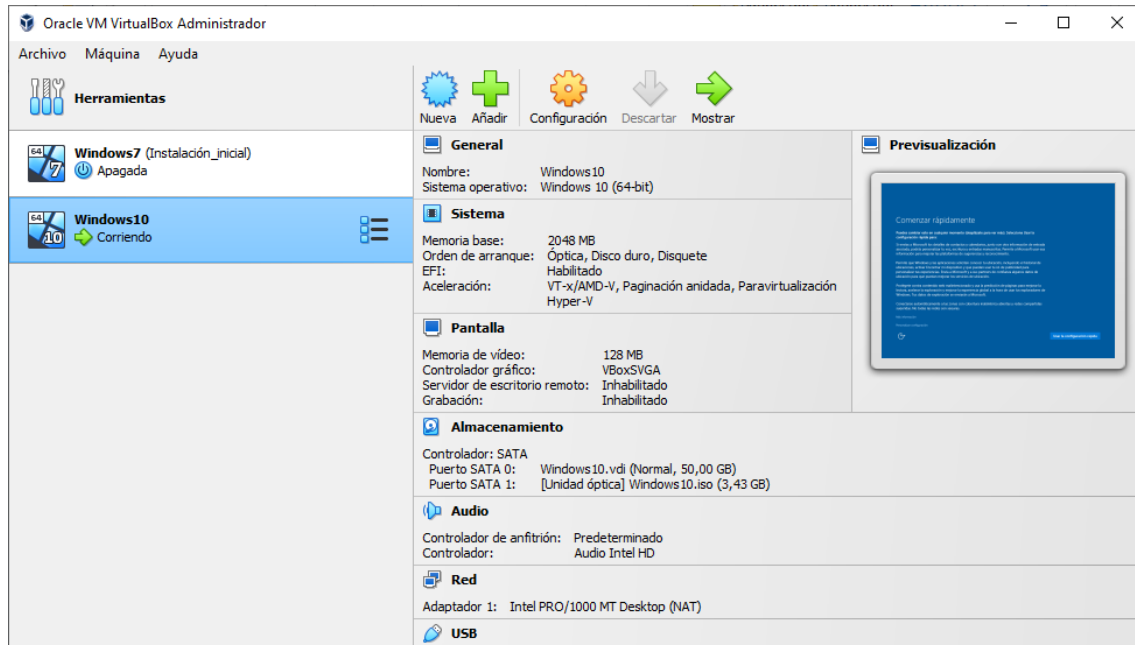 Oracle VM VirtualBox Administrador
Archivo Máquina Ayuda
Herramientas
Nueva Añadir Configuración Descartar Mostrar
64 7 Windows7 (Instalación_inicial)
Apagada
64 10 Windows10
Corriendo
General
Nombre: Windows10
Sistema operativo: Windows 10 (64-bit)
Sistema
Memoria base: 2048 MB
Orden de arranque: Óptica, Disco duro, Disquete
EFI: Habilitado
Aceleración: VT-x/AMD-V, Paginación anidada, Paravirtualización
Hyper-V
Pantalla
Memoria de vídeo: 128 MB
Controlador gráfico: VBoxSVGA
Servidor de escritorio remoto: Inhabilitado
Grabación: Inhabilitado
Almacenamiento
Controlador: SATA
Puerto SATA 0: Windows10.vdi (Normal, 50,00 GB)
Puerto SATA 1: [Unidad óptica] Windows10.iso (3,43 GB)
Audio
Controlador de anfitrión: Predeterminado
Controlador: Audio Intel HD
Red
Adaptador 1: Intel PRO/1000 MT Desktop (NAT)
USB
Previsualización
Comenzar rápidamente